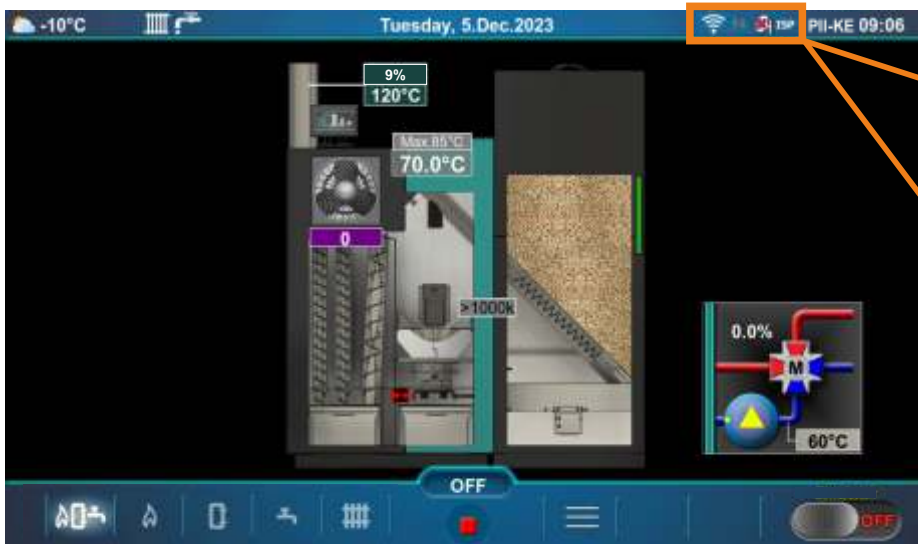 -10°C Tuesday, 5.Dec.2023 TSP PII-KE 09:06
9%
120°C
Max 85°C
70.0°C
0
>1000k
0.0%
M
60°C
OFF
OFF